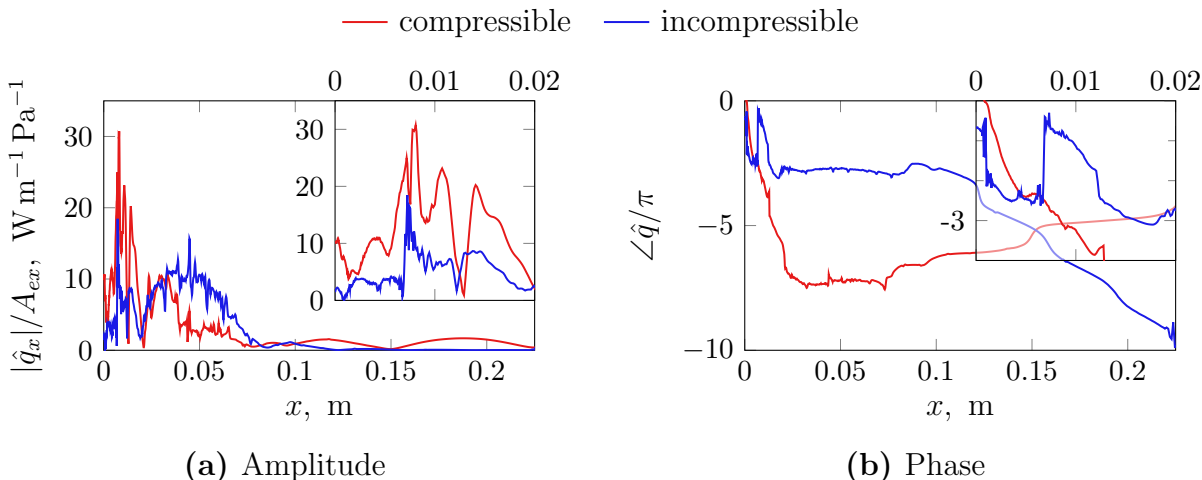 compressible incompressible
0 0.01 0.02
0 10 20 30
|q̂ₓ|/Aₑₓ, W m⁻¹ Pa⁻¹
0 10 20 30
0 0.05 0.1 0.15 0.2
x, m
(a) Amplitude
0 0.01 0.02
-3
∠q̂/π
0 −5 −10
0 0.05 0.1 0.15 0.2
x, m
(b) Phase